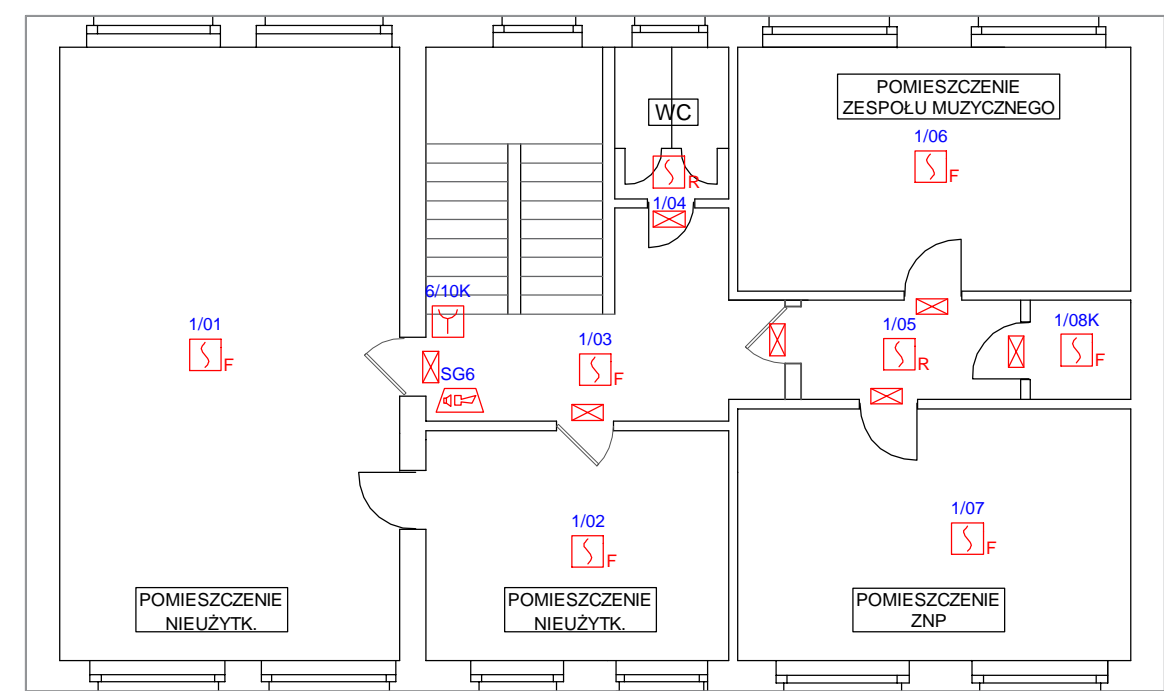 POMIESZCZENIE
ZESPOŁU MUZYCZNEGO
WC
1/06
F
R
1/04
6/10K
1/01
F
1/03
F
1/05
R
1/08K
F
SG6
1/02
F
1/07
F
POMIESZCZENIE
NIEUŻYTK.
POMIESZCZENIE
NIEUŻYTK.
POMIESZCZENIE
ZNP